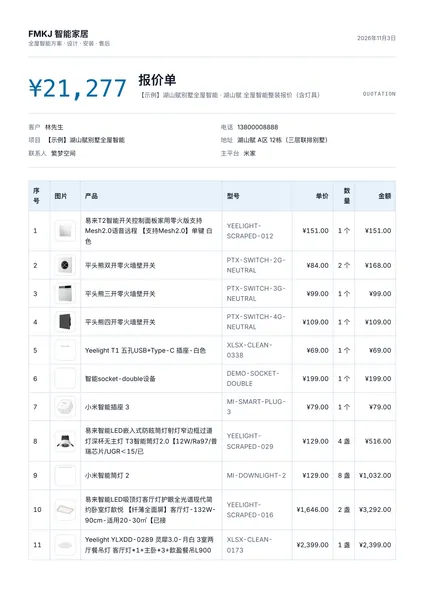 FMKJ 智能家居
全屋智能方案 · 设计 · 安装 · 售后
2026年11月3日
¥21,277
报价单
【示例】湖山赋别墅全屋智能 · 湖山赋 全屋智能整装报价（含灯具）
QUOTATION
客户 林先生
电话 13800008888
项目 【示例】湖山赋别墅全屋智能
地址 湖山赋 A区 12栋（三层联排别墅）
联系人 繁梦空间
主平台 米家
序号 图片 产品 型号 单价 数量 金额
1 易来T2智能开关控制面板家用零火版支持
Mesh2.0语音远程 【支持Mesh2.0】单键 白
色
YEELIGHT-
SCRAPED-012
¥151.00 1 个 ¥151.00
2 平头熊双开零火墙壁开关
PTX-SWITCH-2G-
NEUTRAL
¥84.00 2 个 ¥168.00
3 平头熊三开零火墙壁开关
PTX-SWITCH-3G-
NEUTRAL
¥99.00 1 个 ¥99.00
4 平头熊四开零火墙壁开关
PTX-SWITCH-4G-
NEUTRAL
¥109.00 1 个 ¥109.00
5 Yeelight T1 五孔USB+Type-C 插座-白色
XLSX-CLEAN-
0338
¥69.00 1 个 ¥69.00
6 智能socket-double设备
DEMO-SOCKET-
DOUBLE
¥199.00 1 个 ¥199.00
7 小米智能插座 3
MI-SMART-PLUG-
3
¥79.00 1 个 ¥79.00
8 易来智能LED嵌入式防眩筒灯射灯窄边框过道
灯深杯无主灯 T3智能筒灯2.0【12W/Ra97/普
瑞芯片/UGR＜15/已
YEELIGHT-
SCRAPED-029
¥129.00 4 盏 ¥516.00
9 小米智能筒灯 2
MI-DOWNLIGHT-2
¥129.00 8 盏 ¥1,032.00
10 易来智能LED吸顶灯客厅灯护眼全光谱现代简
约卧室灯歆悦 【纤薄全面屏】客厅灯-132W-
90cm-适用20-30㎡【已接
YEELIGHT-
SCRAPED-016
¥1,646.00 2 盏 ¥3,292.00
11 Yeelight YLXDD-0289 灵犀3.0-月白 3室两
厅餐吊灯 客厅灯*1+主卧*3+歆盈餐吊L900
XLSX-CLEAN-
0173
¥2,399.00 1 盏 ¥2,399.00